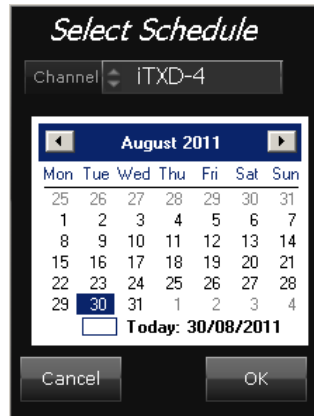 Select Schedule
Channel iTXD-4
August 2011
Mon Tue Wed Thu Fri Sat Sun
25 26 27 28 29 30 31
1 2 3 4 5 6 7
8 9 10 11 12 13 14
15 16 17 18 19 20 21
22 23 24 25 26 27 28
29 30 31 1 2 3 4
Today: 30/08/2011
Cancel OK